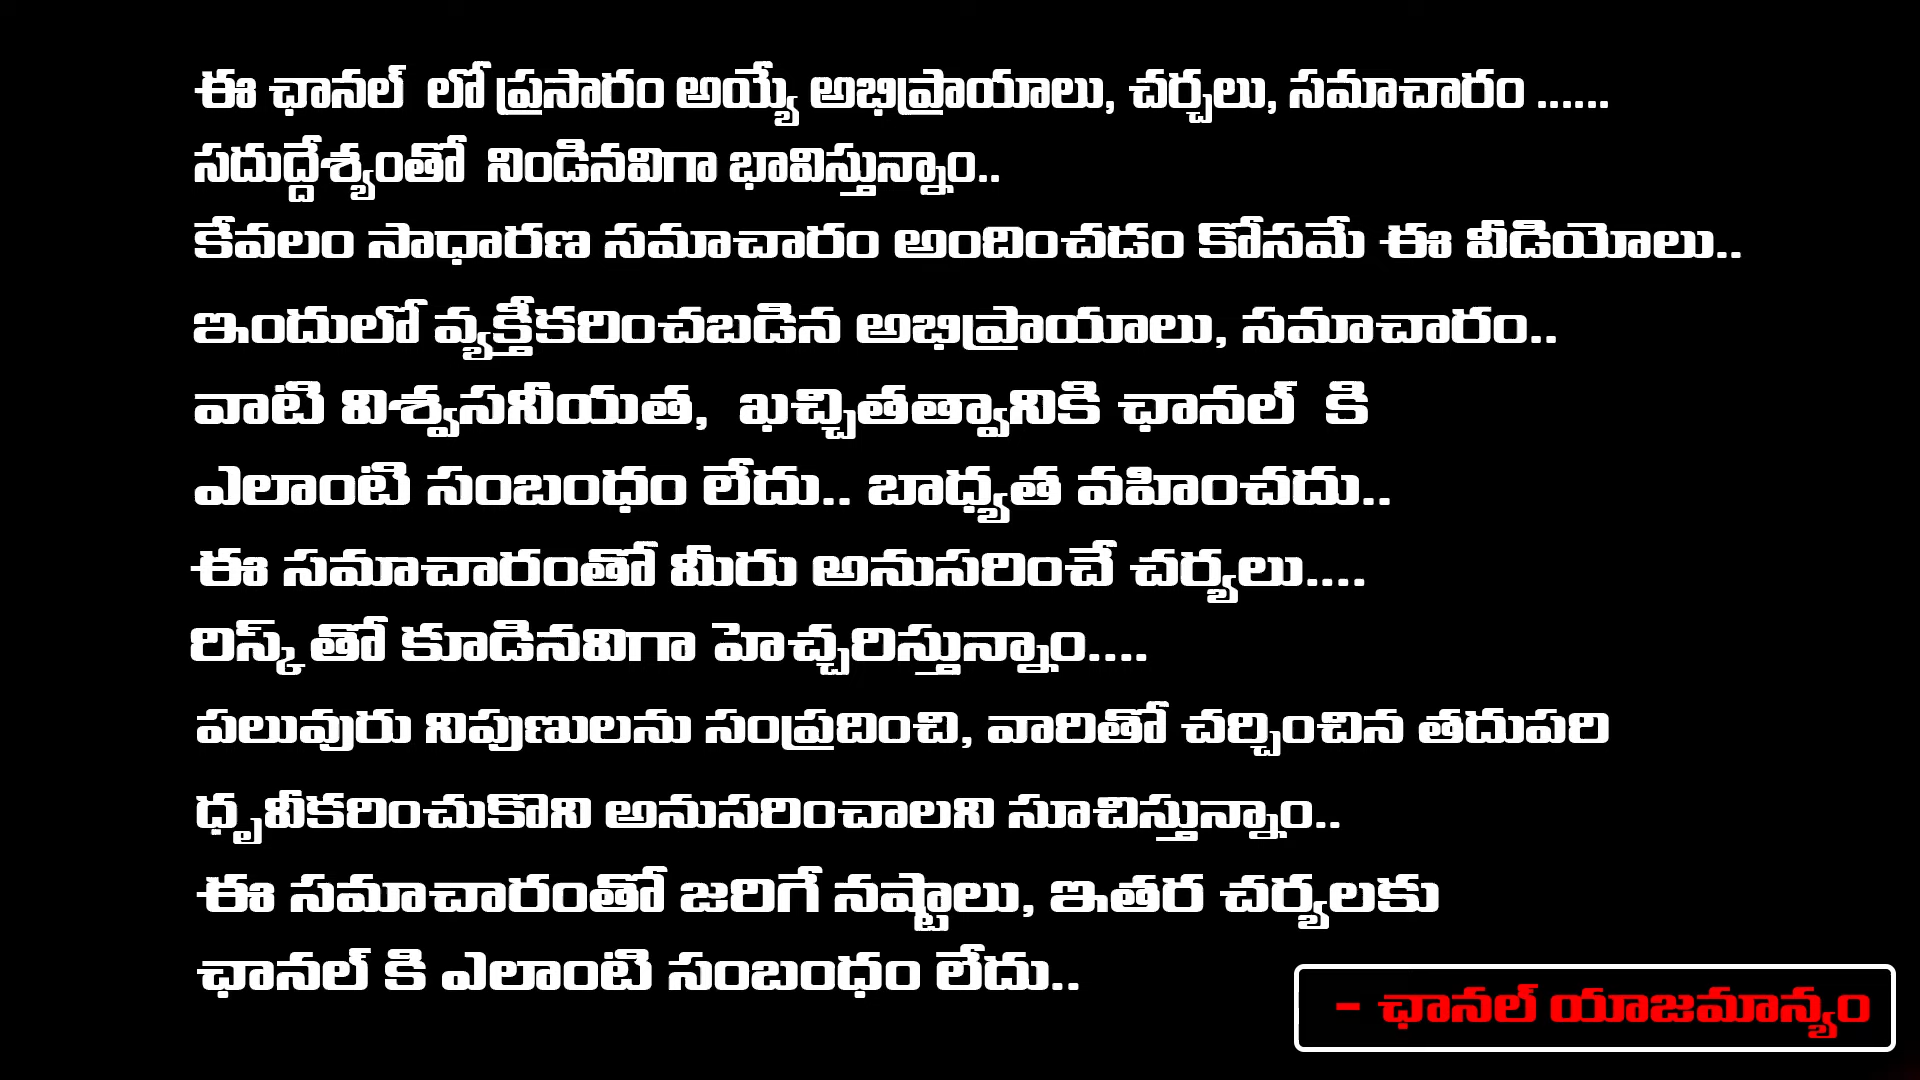 ఈ ఛానల్ లో ప్రసారం అయ్యే అభిప్రాయాలు, చర్చలు, సమాచారం ......
సదుద్దేశ్యంతో నిండినవిగా భావిస్తున్నాం..
కేవలం సాధారణ సమాచారం అందించడం కోసమే ఈ వీడియోలు..
ఇందులో వ్యక్తీకరించబడిన అభిప్రాయాలు, సమాచారం..
వాటి విశ్వసనీయత, ఖచ్చితత్వానికి ఛానల్ కి
ఎలాంటి సంబంధం లేదు.. బాధ్యత వహించదు..
ఈ సమాచారంతో మీరు అనుసరించే చర్యలు....
రిస్క్ తో కూడినవిగా హెచ్చరిస్తున్నాం....
పలువురు నిపుణులను సంప్రదించి, వారితో చర్చించిన తదుపరి
ధృవీకరించుకొని అనుసరించాలని సూచిస్తున్నాం..
ఈ సమాచారంతో జరిగే నష్టాలు, ఇతర చర్యలకు
ఛానల్ కి ఎలాంటి సంబంధం లేదు..
- ఛానల్ యాజమాన్యం